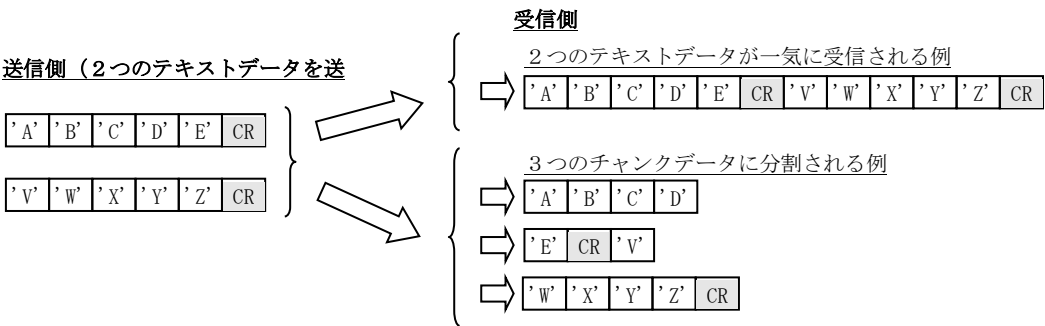 受信側
２つのテキストデータが一気に受信される例
送信側（２つのテキストデータを送
'A' 'B' 'C' 'D' 'E' CR 'V' 'W' 'X' 'Y' 'Z' CR
'A' 'B' 'C' 'D' 'E' CR
'V' 'W' 'X' 'Y' 'Z' CR
３つのチャンクデータに分割される例
'A' 'B' 'C' 'D'
'E' CR 'V'
'W' 'X' 'Y' 'Z' CR